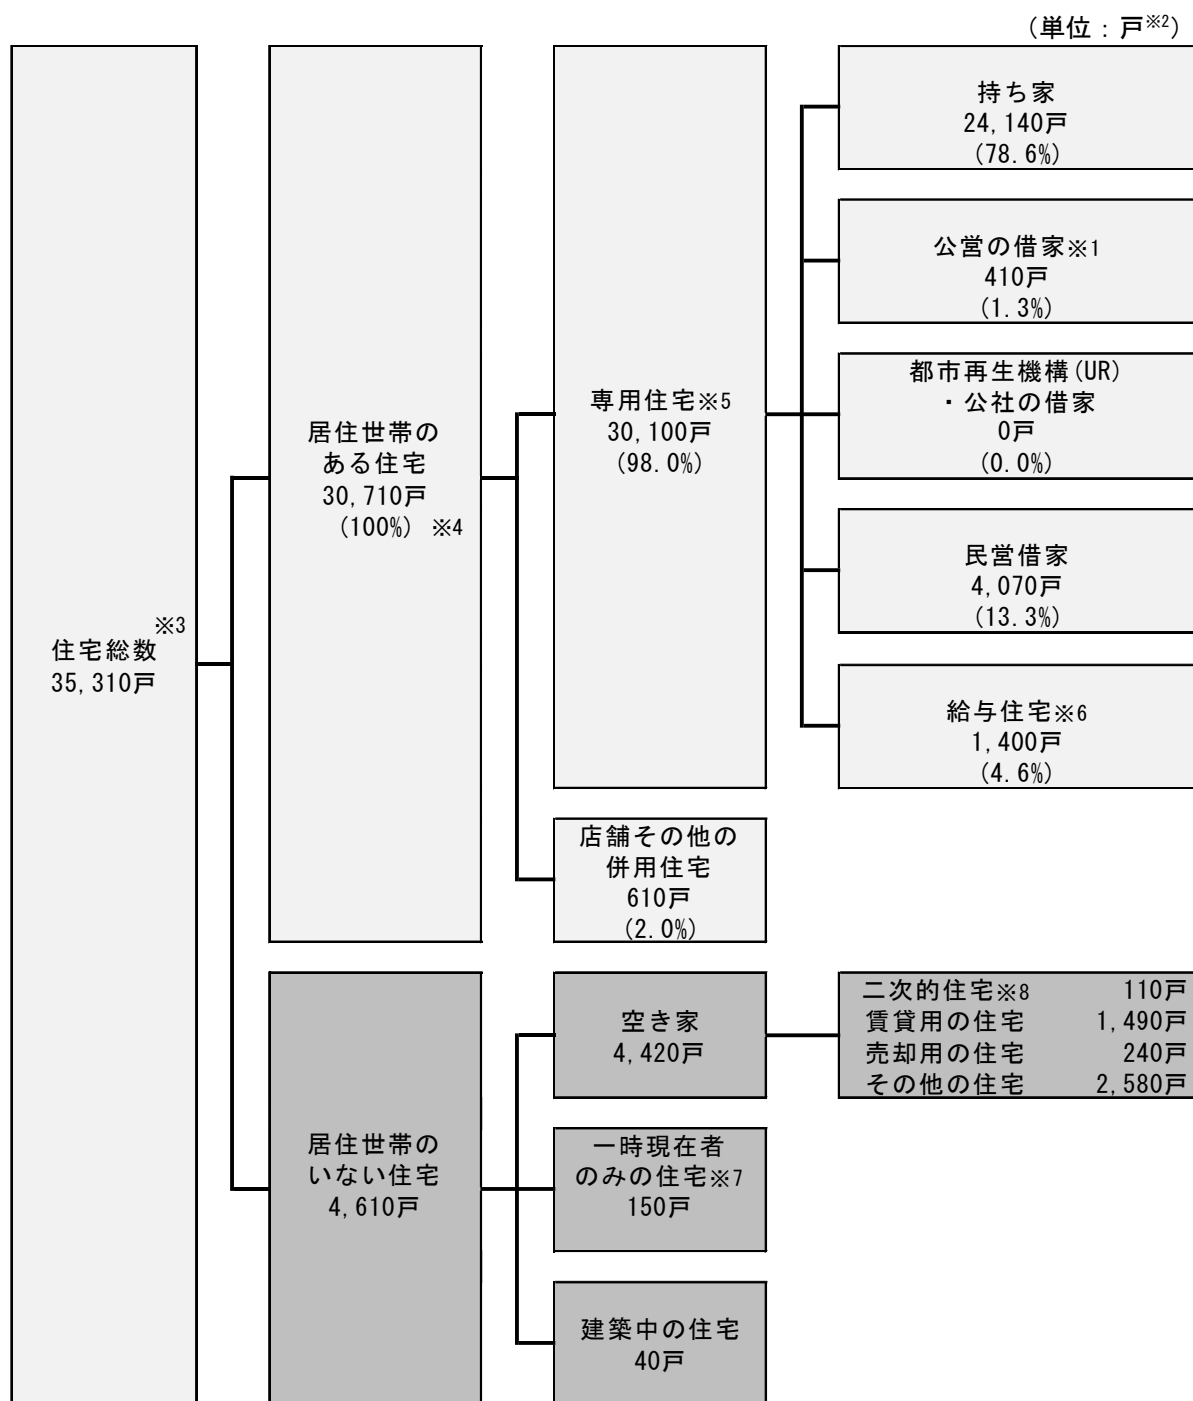 （単位：戸※2）
住宅総数※3
35,310戸
居住世帯の
ある住宅
30,710戸
(100%) ※4
専用住宅※5
30,100戸
(98.0%)
持ち家
24,140戸
(78.6%)
公営の借家※1
410戸
(1.3%)
都市再生機構(UR)
・公社の借家
0戸
(0.0%)
民営借家
4,070戸
(13.3%)
給与住宅※6
1,400戸
(4.6%)
店舗その他の
併用住宅
610戸
(2.0%)
居住世帯の
いない住宅
4,610戸
空き家
4,420戸
二次的住宅※8 110戸
賃貸用の住宅 1,490戸
売却用の住宅 240戸
その他の住宅 2,580戸
一時現在者
のみの住宅※7
150戸
建築中の住宅
40戸